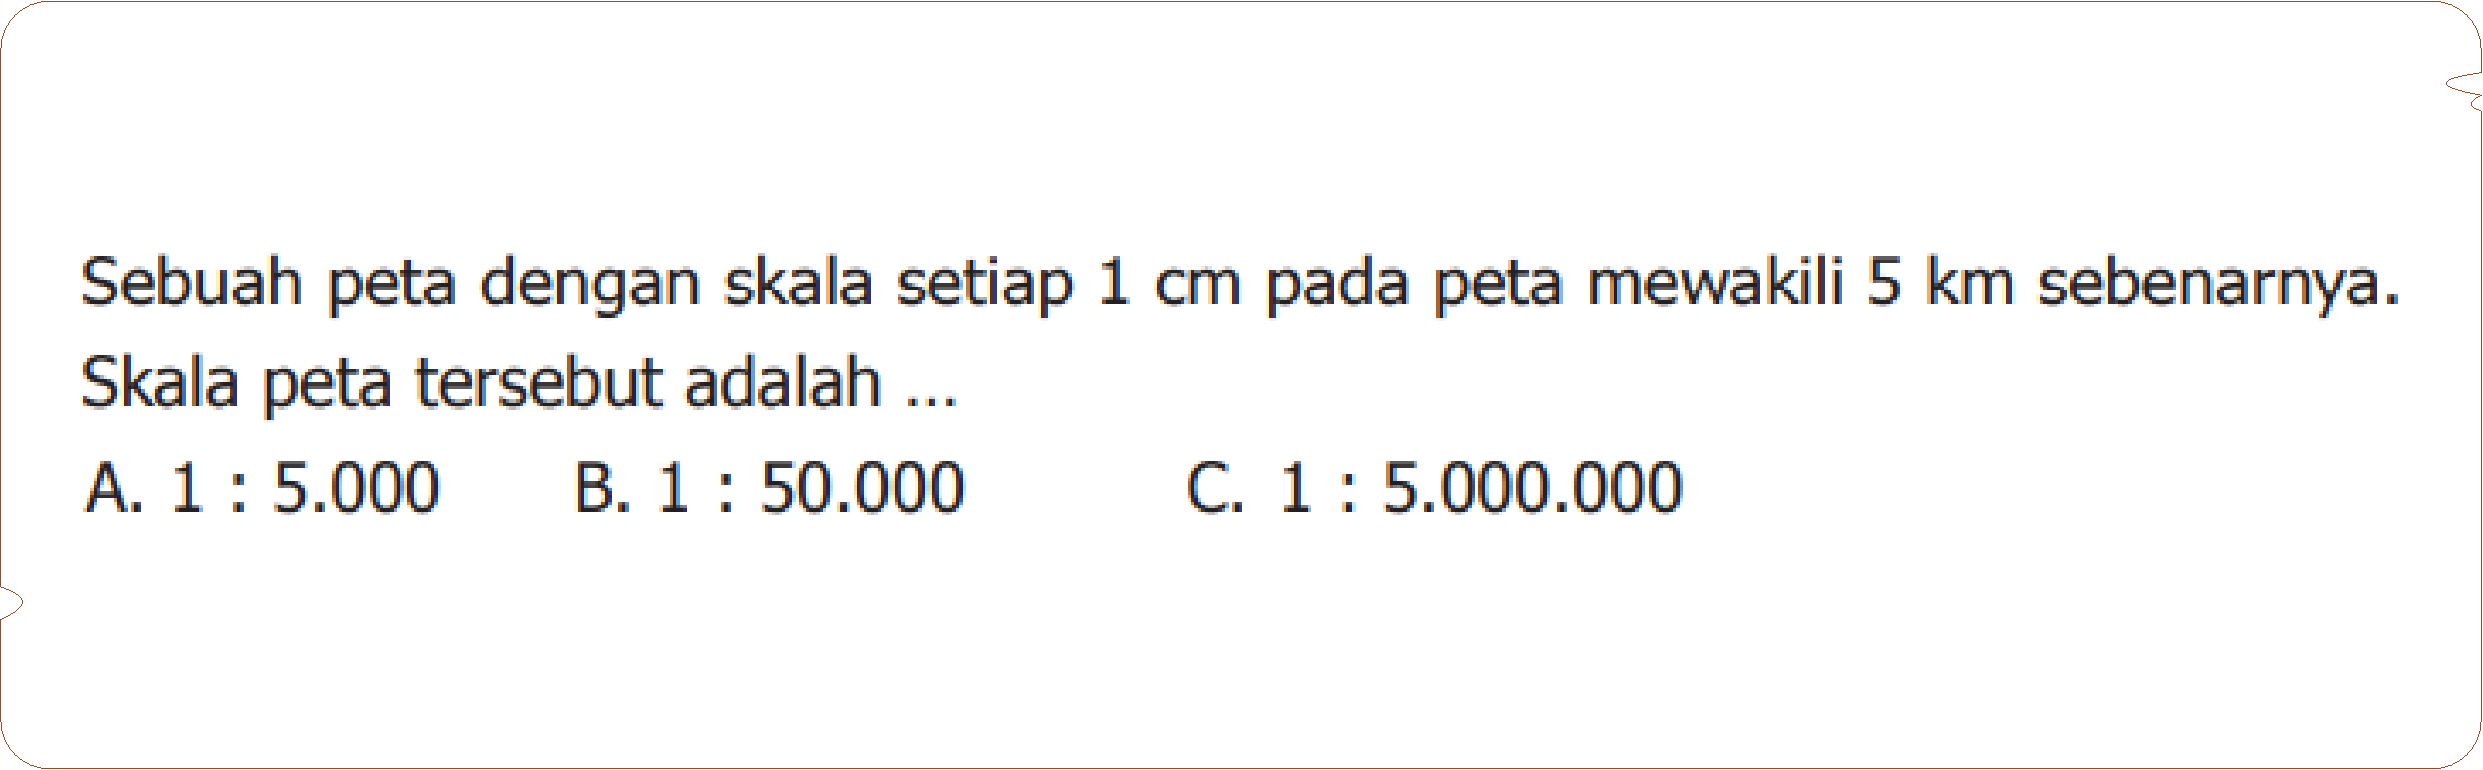 Sebuah peta dengan skala setiap 1 cm pada peta mewakili 5 km sebenarnya.
Skala peta tersebut adalah ...
A. 1 : 5.000 B. 1 : 50.000 C. 1 : 5.000.000